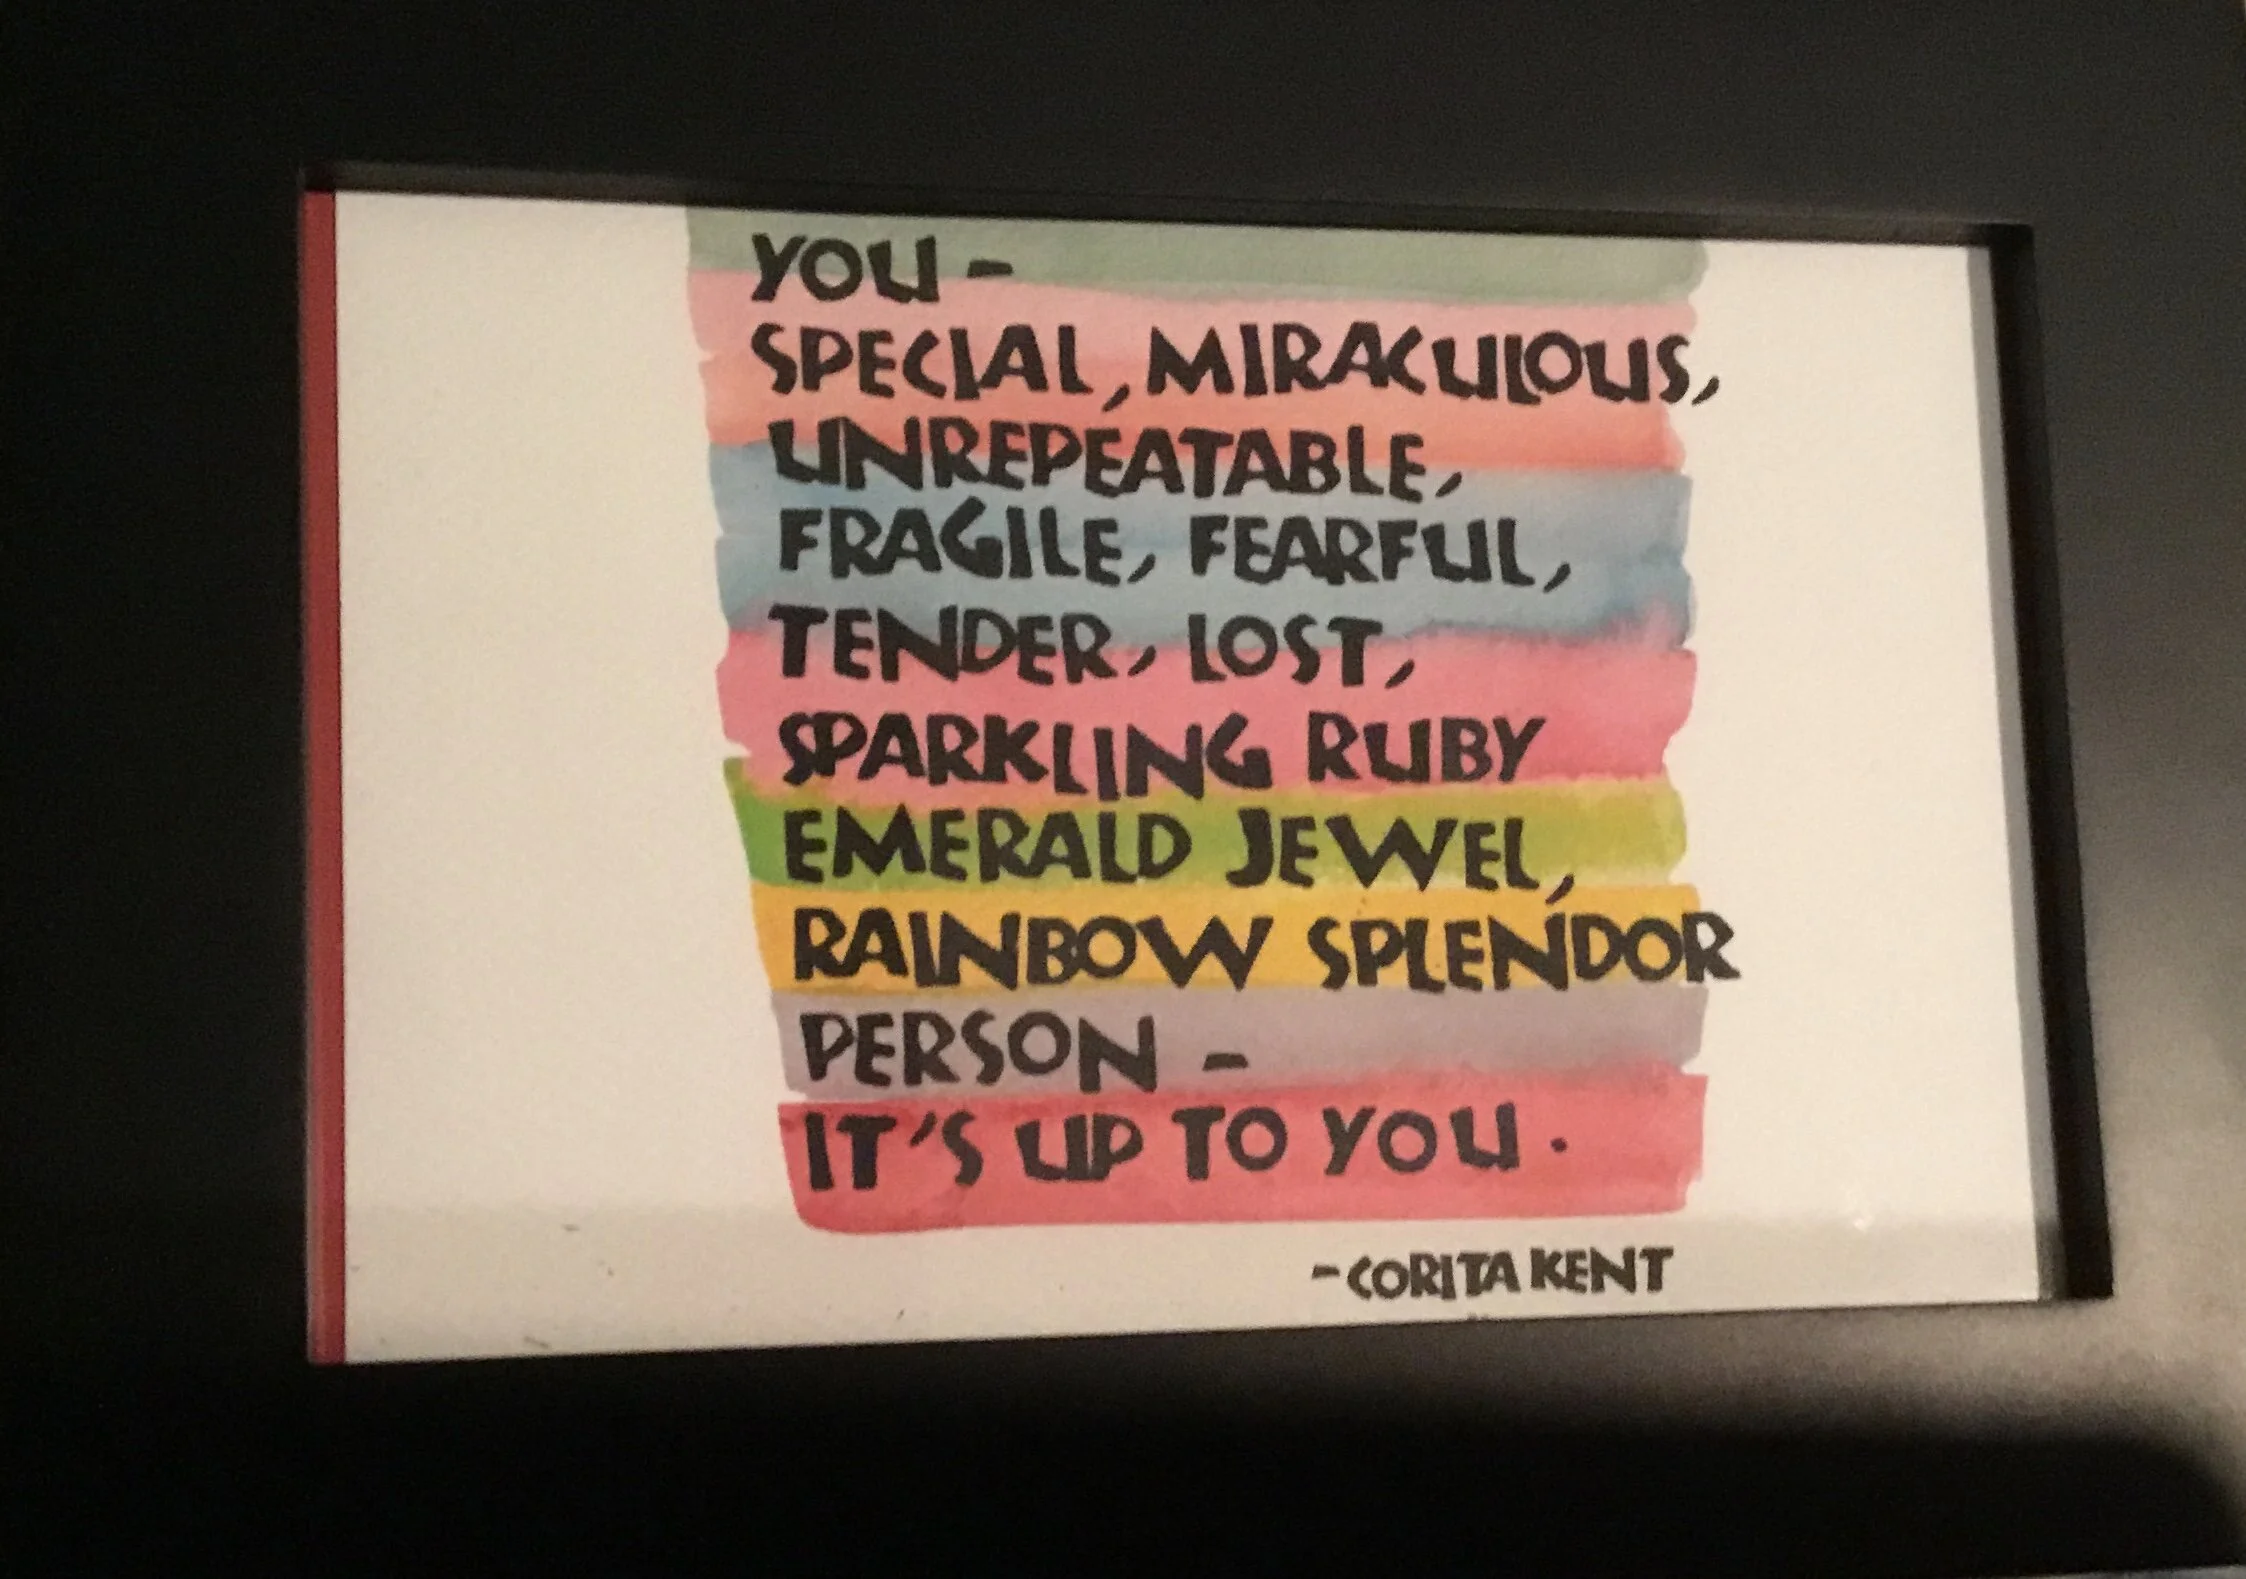 YOU -
SPECIAL, MIRACULOUS,
UNREPEATABLE,
FRAGILE, FEARFUL,
TENDER, LOST,
SPARKLING RUBY
EMERALD JEWEL,
RAINBOW SPLENDOR
PERSON -
IT'S UP TO YOU.
-CORITA KENT